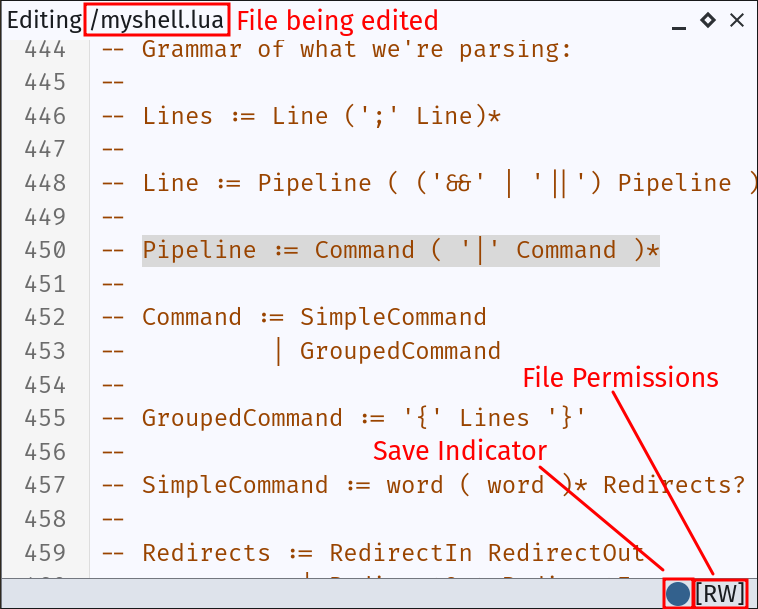 Editing /myshell.lua File being edited
444 -- Grammar of what we're parsing:
445 --
446 -- Lines := Line (';' Line)*
447 --
448 -- Line := Pipeline ( ('&&' | '||') Pipeline )
449 --
450 -- Pipeline := Command ( '|' Command )*
451 --
452 -- Command := SimpleCommand
453 -- | GroupedCommand
454 --
File Permissions
455 -- GroupedCommand := '{' Lines '}'
456 --
Save Indicator
457 -- SimpleCommand := word ( word )* Redirects?
458 --
459 -- Redirects := RedirectIn RedirectOut
[RW]